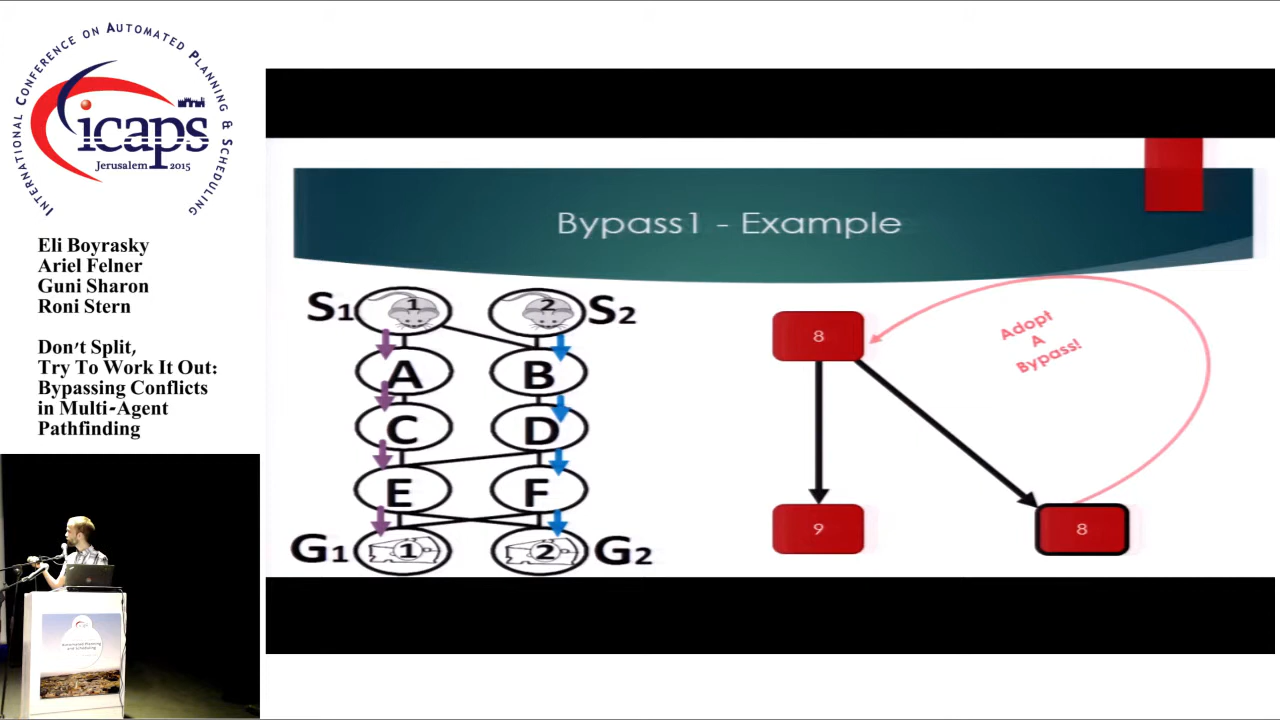 INTERNATIONAL CONFERENCE ON AUTOMATED PLANNING & SCHEDULING
icaps
Jerusalem 2015
Eli Boyrasky
Ariel Felner
Guni Sharon
Roni Stern
Don't Split,
Try To Work It Out:
Bypassing Conflicts
in Multi-Agent
Pathfinding
Bypass1 - Example
S1 1 2 S2
A B
C D
E F
G1 1 2 G2
8
9
8
Adopt
A
Bypass!